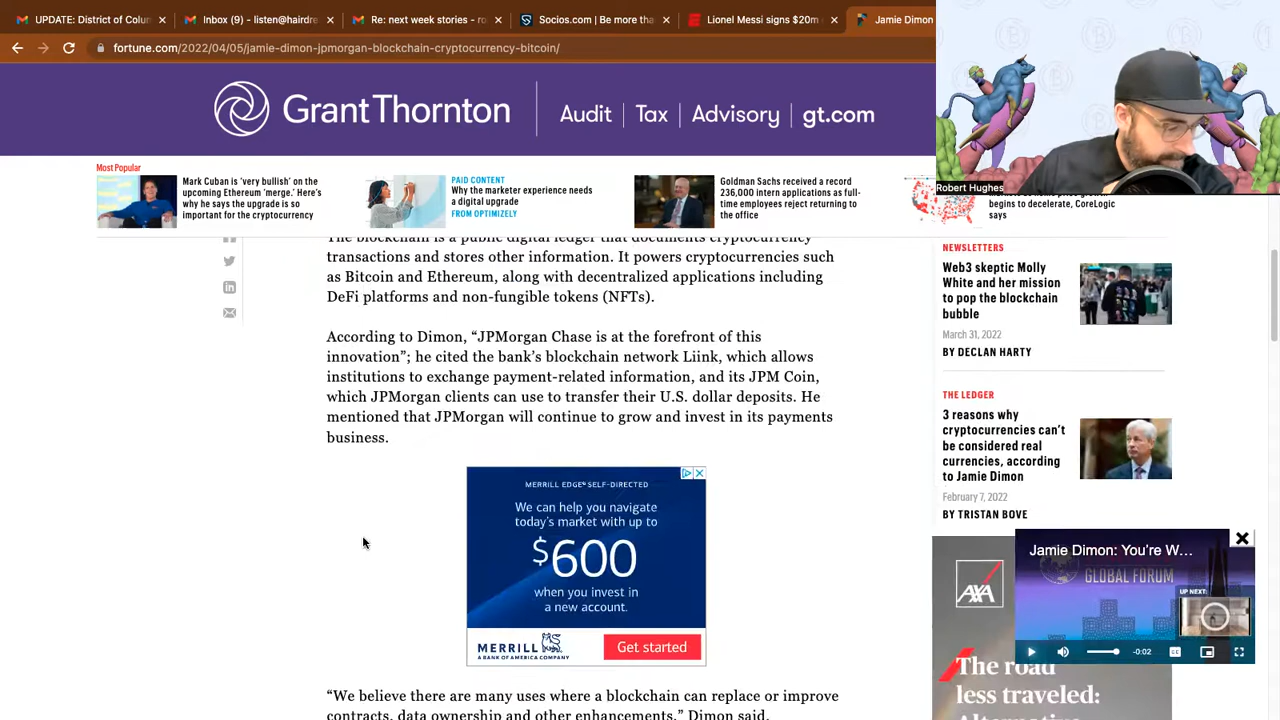 UPDATE: District of Colum
Inbox (9) - listen@hairdre
Re: next week stories - ro
Socios.com | Be more tha
Lionel Messi signs $20m
Jamie Dimon
fortune.com/2022/04/05/jamie-dimon-jpmorgan-blockchain-cryptocurrency-bitcoin/
GrantThornton
Audit | Tax | Advisory | gt.com
Robert Hughes
Most Popular
Mark Cuban is 'very bullish' on the
upcoming Ethereum 'merge.' Here's
why he says the upgrade is so
important for the cryptocurrency
PAID CONTENT
Why the marketer experience needs
a digital upgrade
FROM OPTIMIZELY
Goldman Sachs received a record
236,000 intern applications as full-
time employees reject returning to
the office
begins to decelerate, CoreLogic
says
The blockchain is a public digital ledger that documents cryptocurrency
transactions and stores other information. It powers cryptocurrencies such
as Bitcoin and Ethereum, along with decentralized applications including
DeFi platforms and non-fungible tokens (NFTs).
According to Dimon, “JPMorgan Chase is at the forefront of this
innovation”; he cited the bank’s blockchain network Liink, which allows
institutions to exchange payment-related information, and its JPM Coin,
which JPMorgan clients can use to transfer their U.S. dollar deposits. He
mentioned that JPMorgan will continue to grow and invest in its payments
business.
MERRILL EDGE® SELF-DIRECTED
We can help you navigate
today's market with up to
$600
when you invest in
a new account.
MERRILL
A BANK OF AMERICA COMPANY
Get started
“We believe there are many uses where a blockchain can replace or improve
contracts, data ownership and other enhancements,” Dimon said.
NEWSLETTERS
Web3 skeptic Molly
White and her mission
to pop the blockchain
bubble
March 31, 2022
BY DECLAN HARTY
THE LEDGER
3 reasons why
cryptocurrencies can't
be considered real
currencies, according
to Jamie Dimon
February 7, 2022
BY TRISTAN BOVE
AXA
The road
less traveled:
Jamie Dimon: You're W...
GLOBAL FORUM
UP NEXT:
-0:02